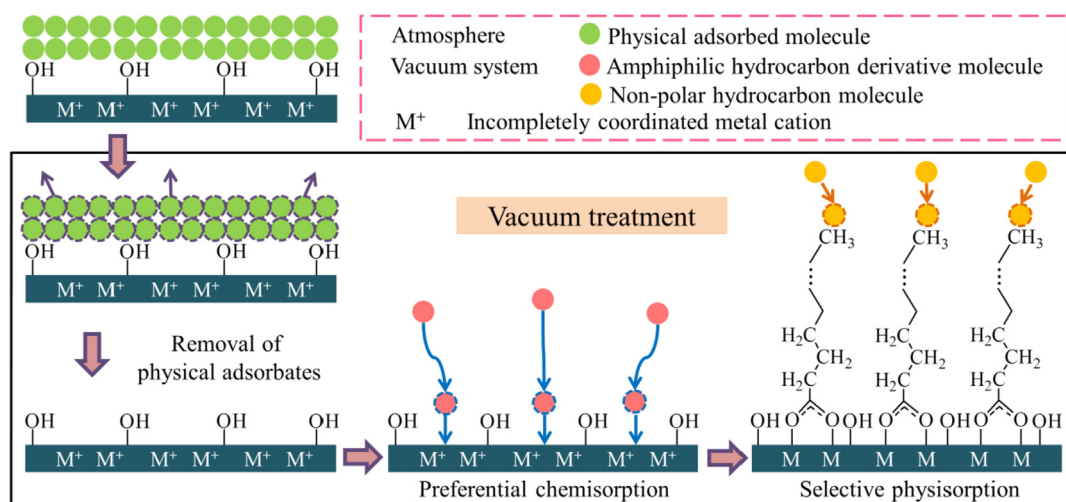 OH OH OH OH
M⁺ M⁺ M⁺ M⁺ M⁺ M⁺
Atmosphere
Physical adsorbed molecule
Vacuum system
Amphiphilic hydrocarbon derivative molecule
Non-polar hydrocarbon molecule
M⁺ Incompletely coordinated metal cation
OH OH OH OH
M⁺ M⁺ M⁺ M⁺ M⁺ M⁺
Removal of
physical adsorbates
OH OH OH OH
M⁺ M⁺ M⁺ M⁺ M⁺ M⁺
Vacuum treatment
OH OH OH OH
M⁺ M⁺ M⁺ M⁺ M⁺ M⁺
Preferential chemisorption
CH₃ CH₃ CH₃
H₂C H₂C H₂C
CH₂ CH₂ CH₂
H₂C H₂C H₂C
C C C
OH O O OH O O OH O O OH
M M M M M M
Selective physisorption